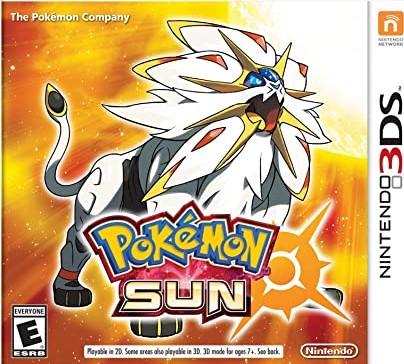 The Pokémon Company
NINTENDO
NETWORK
NINTENDO 3DS
™
POKéMON
SUN
EVERYONE
E
ESRB
Playable in 2D. Some areas also playable in 3D. 3D mode for ages 7+. See back.
Nintendo